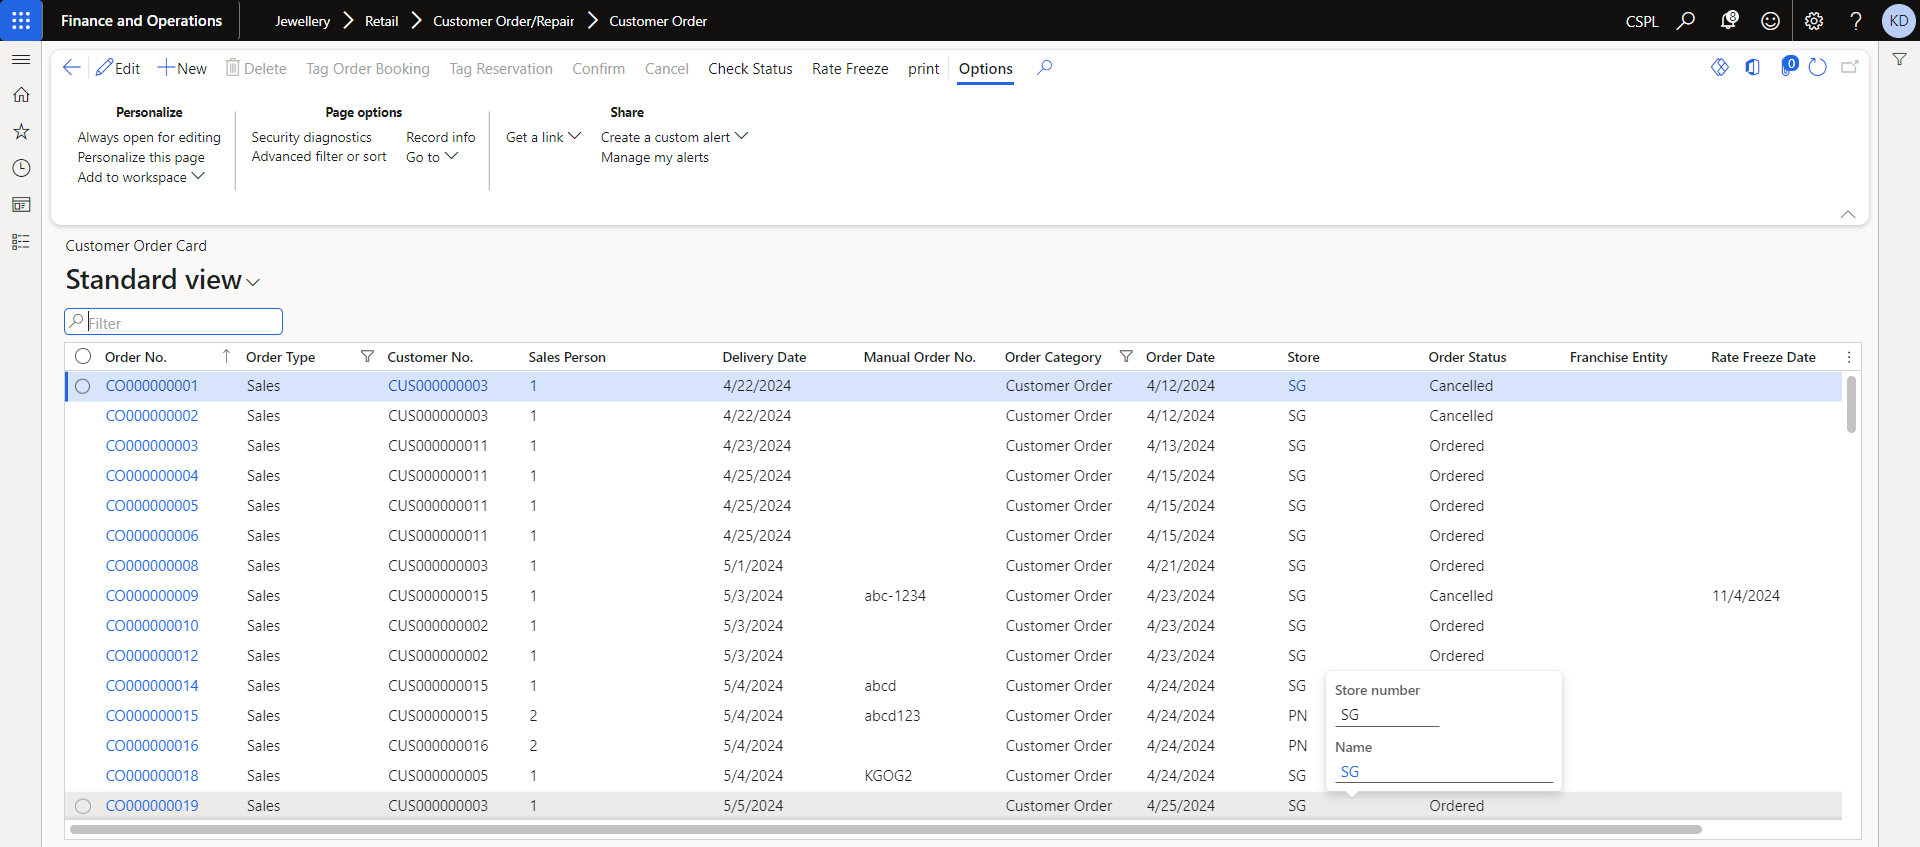 Finance and Operations Jewellery Retail Customer Order/Repair Customer Order CSPL 8 KD
Edit New Delete Tag Order Booking Tag Reservation Confirm Cancel Check Status Rate Freeze print Options 0
Personalize Page options Share
Always open for editing Security diagnostics Record info Get a link Create a custom alert
Personalize this page Advanced filter or sort Go to Manage my alerts
Add to workspace
Customer Order Card
Standard view
Filter
Order No. Order Type Customer No. Sales Person Delivery Date Manual Order No. Order Category Order Date Store Order Status Franchise Entity Rate Freeze Date
CO000000001 Sales CUS000000003 1 4/22/2024 Customer Order 4/12/2024 SG Cancelled
CO000000002 Sales CUS000000003 1 4/22/2024 Customer Order 4/12/2024 SG Cancelled
CO000000003 Sales CUS000000011 1 4/23/2024 Customer Order 4/13/2024 SG Ordered
CO000000004 Sales CUS000000011 1 4/25/2024 Customer Order 4/15/2024 SG Ordered
CO000000005 Sales CUS000000011 1 4/25/2024 Customer Order 4/15/2024 SG Ordered
CO000000006 Sales CUS000000011 1 4/25/2024 Customer Order 4/15/2024 SG Ordered
CO000000008 Sales CUS000000003 1 5/1/2024 Customer Order 4/21/2024 SG Ordered
CO000000009 Sales CUS000000015 1 5/3/2024 abc-1234 Customer Order 4/23/2024 SG Cancelled 11/4/2024
CO000000010 Sales CUS000000002 1 5/3/2024 Customer Order 4/23/2024 SG Ordered
CO000000012 Sales CUS000000002 1 5/3/2024 Customer Order 4/23/2024 SG Ordered
CO000000014 Sales CUS000000015 1 5/4/2024 abcd Customer Order 4/24/2024 SG
CO000000015 Sales CUS000000015 2 5/4/2024 abcd123 Customer Order 4/24/2024 PN
CO000000016 Sales CUS000000016 2 5/4/2024 Customer Order 4/24/2024 PN
CO000000018 Sales CUS000000005 1 5/4/2024 KGOG2 Customer Order 4/24/2024 SG
CO000000019 Sales CUS000000003 1 5/5/2024 Customer Order 4/25/2024 SG Ordered
Store number
SG
Name
SG